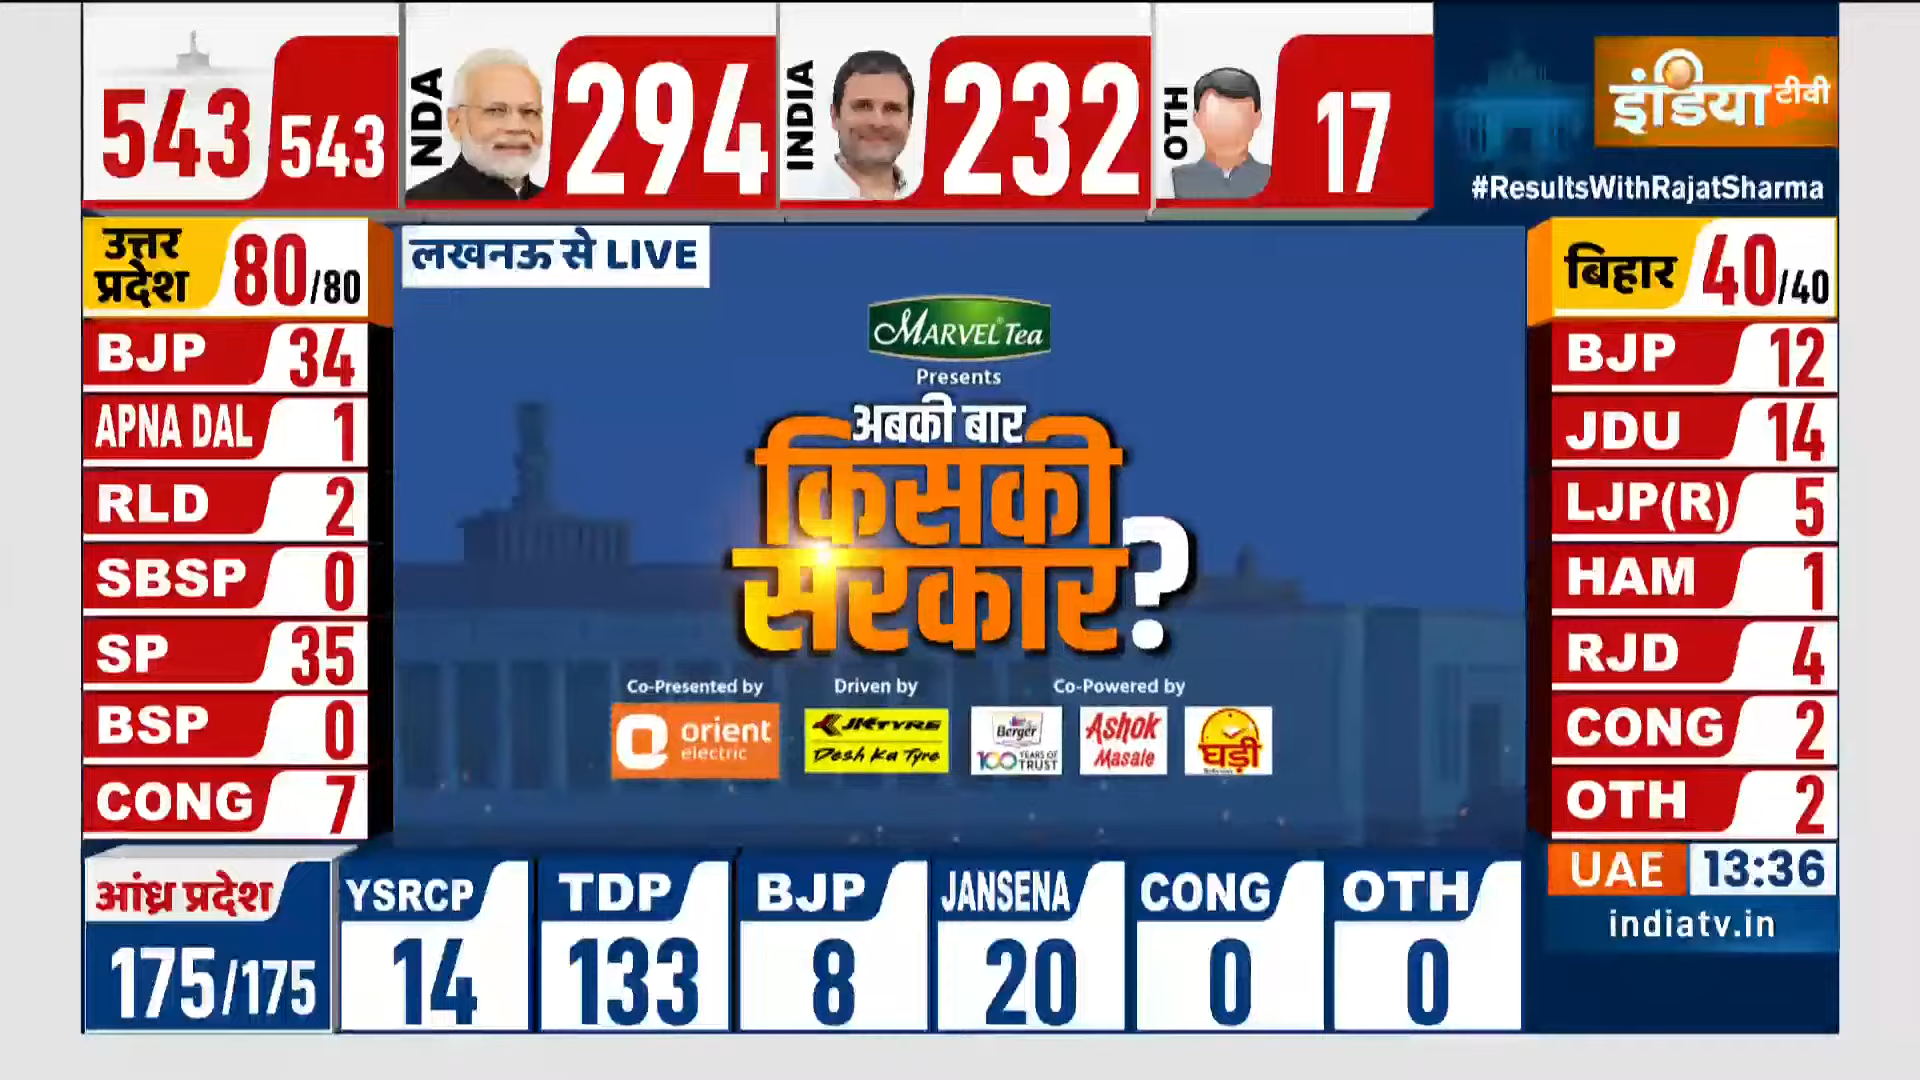 543
543
NDA
294
INDIA
232
OTH
17
इंडिया टीवी
#ResultsWithRajatSharma
उत्तर
प्रदेश
80/80
BJP 34
APNA DAL 1
RLD 2
SBSP 0
SP 35
BSP 0
CONG 7
लखनऊ से LIVE
MARVEL® Tea
Presents
अबकी बार
किसकी
सरकार?
Co-Presented by
orient
electric
Driven by
JK TYRE
Desh Ka Tyre
Co-Powered by
Berger
100 YEARS OF
TRUST
Ashok
Masale
घड़ी
बिहार 40/40
BJP 12
JDU 14
LJP(R) 5
HAM 1
RJD 4
CONG 2
OTH 2
UAE 13:36
indiatv.in
आंध्र प्रदेश
175/175
YSRCP
14
TDP
133
BJP
8
JANSENA
20
CONG
0
OTH
0